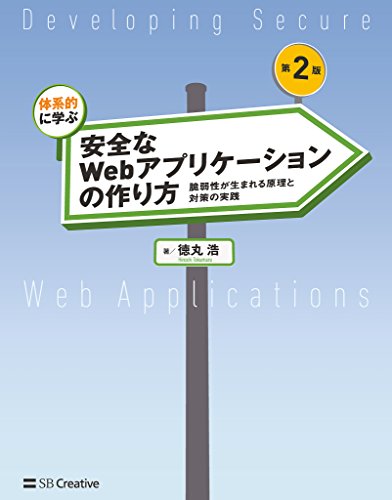 Developing Secure
第2版
体系的
に学ぶ
安全な
Webアプリケーション
の作り方
脆弱性が生まれる原理と
対策の実践
著/徳丸 浩
Hiroshi Tokumaru
Web Applications
SB Creative